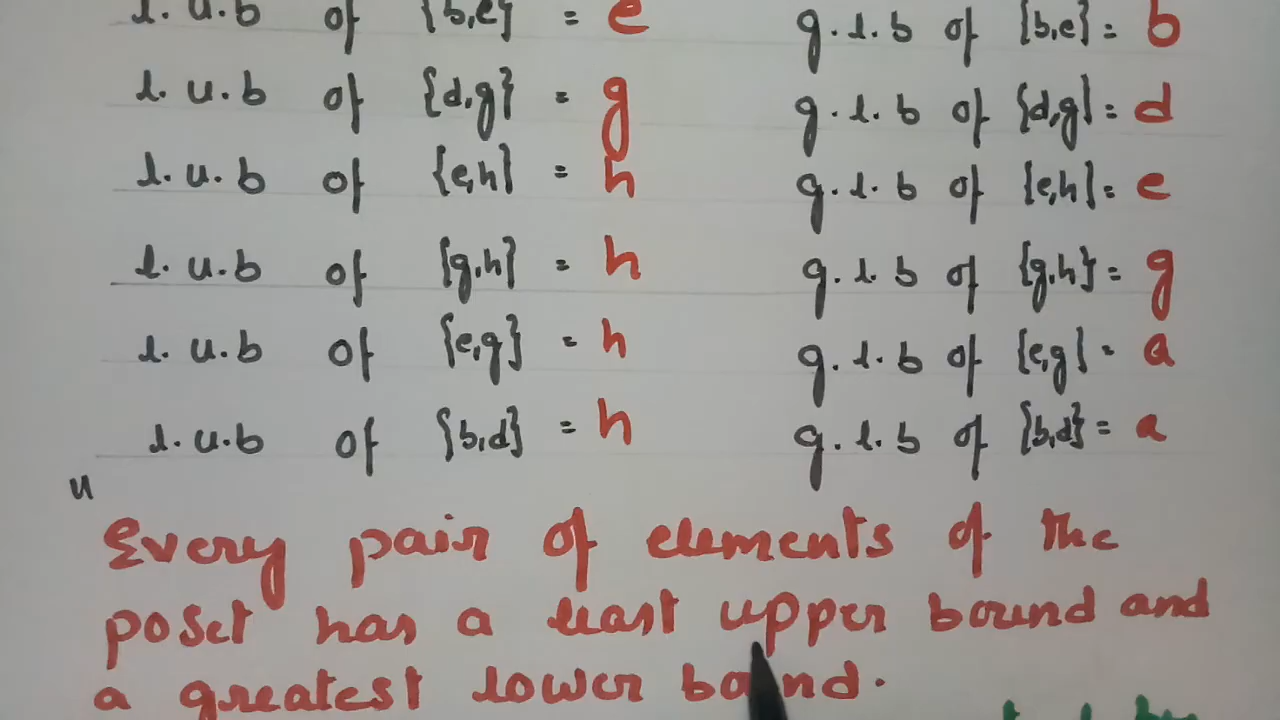 l.u.b of {b,e} = e g.l.b of {b,e} = b
l.u.b of {d,g} = g g.l.b of {d,g} = d
l.u.b of {e,h} = h g.l.b of {e,h} = e
l.u.b of {g,h} = h g.l.b of {g,h} = g
l.u.b of {e,g} = h g.l.b of {e,g} = a
l.u.b of {b,d} = h g.l.b of {b,d} = a
"
Every pair of elements of the
poset has a least upper bound and
a greatest lower bound.